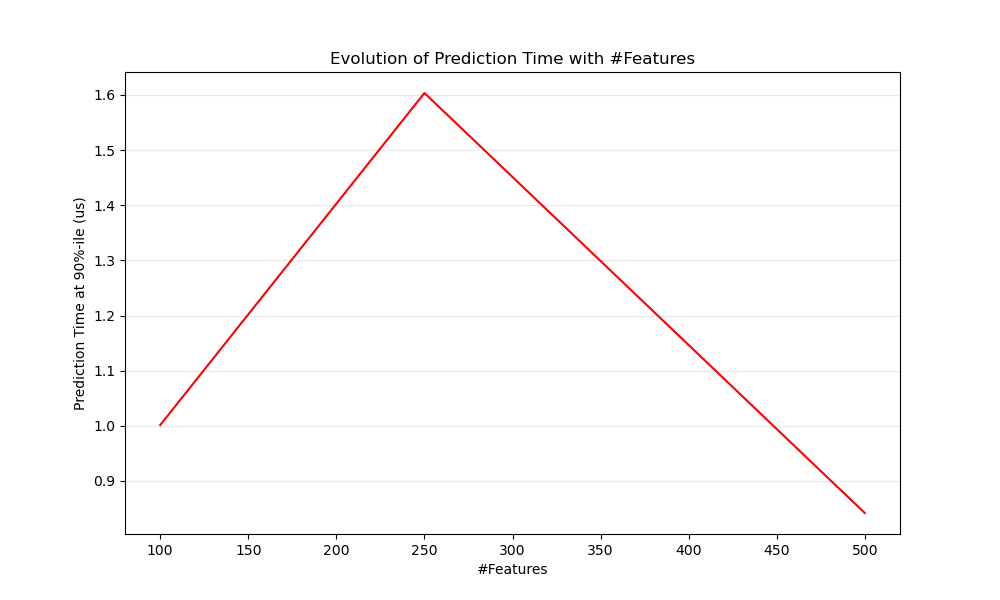 Evolution of Prediction Time with #Features
Prediction Time at 90%-ile (us)
1.6
1.5
1.4
1.3
1.2
1.1
1.0
0.9
100 150 200 250 300 350 400 450 500
#Features